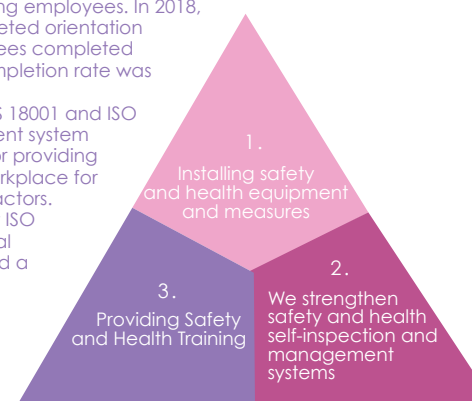 ng employees. In 2018,
eted orientation
ees completed
mpletion rate was
S 18001 and ISO
ent system
or providing
rkplace for
actors.
ISO
al
d a
1.
Installing safety
and health equipment
and measures
2.
We strengthen
safety and health
self-inspection and
management
systems
3.
Providing Safety
and Health Training